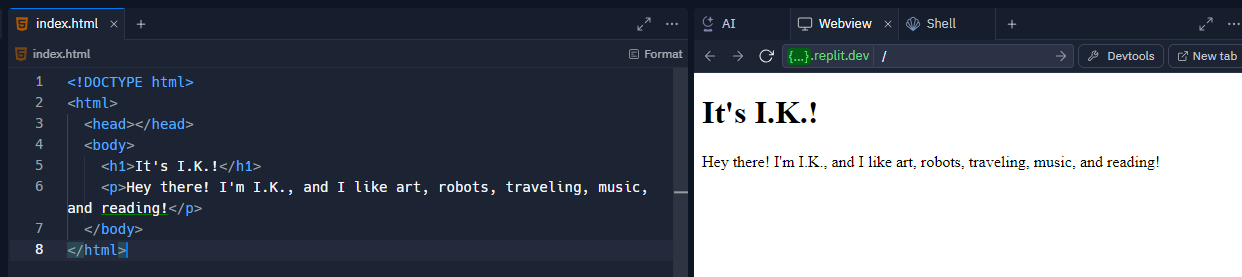 index.html
index.html
Format
1 <!DOCTYPE html>
2 <html>
3 <head></head>
4 <body>
5 <h1>It's I.K.!</h1>
6 <p>Hey there! I'm I.K., and I like art, robots, traveling, music,
and reading!</p>
7 </body>
8 </html>
AI Webview Shell
{...}.replit.dev / Devtools New tab
It's I.K.!
Hey there! I'm I.K., and I like art, robots, traveling, music, and reading!